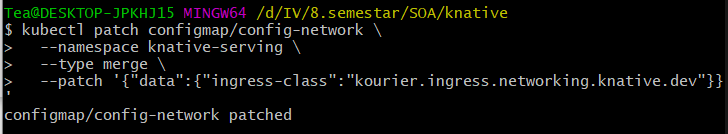 Tea@DESKTOP-JPKHJ15 MINGW64 /d/IV/8.semestar/SOA/knative
$ kubectl patch configmap/config-network \
>   --namespace knative-serving \
>   --type merge \
>   --patch '{"data":{"ingress-class":"kourier.ingress.networking.knative.dev"}}
'
configmap/config-network patched